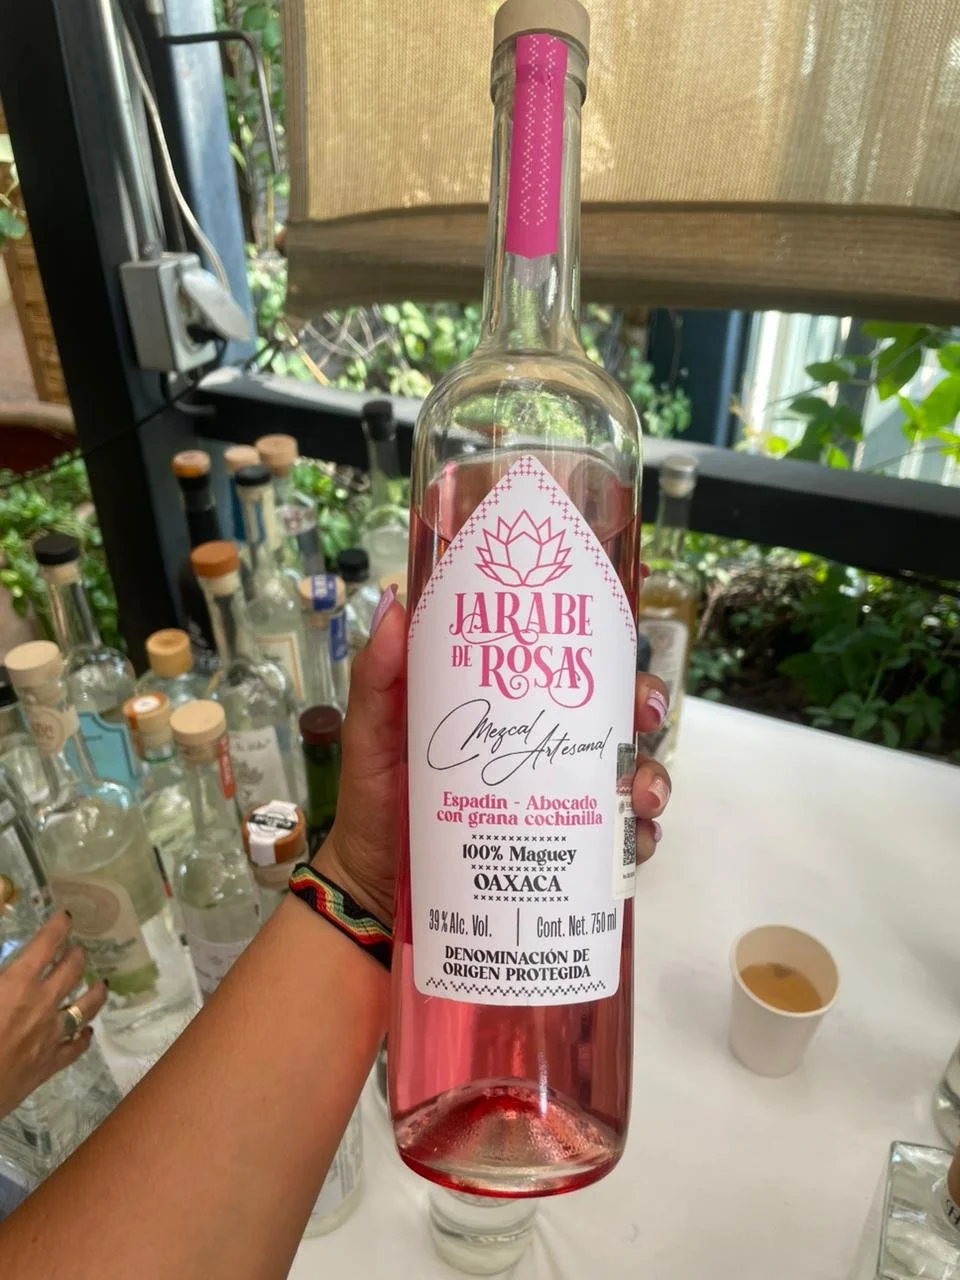 JARABE
DE ROSAS
Mezcal
Artesanal
Espadín - Abocado
con grana cochinilla
100% Maguey
OAXACA
39% Alc. Vol.
Cont. Net. 750 ml
DENOMINACIÓN DE
ORIGEN PROTEGIDA